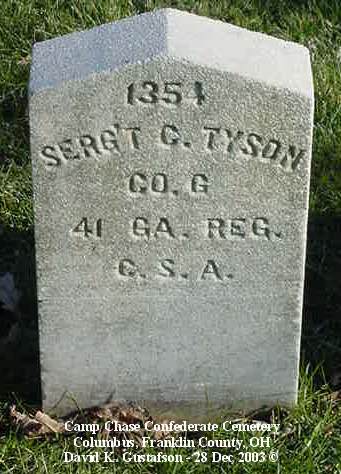 1354
SERG'T C. TYSON
CO. G
41 GA. REG.
C. S. A.
Camp Chase Confederate Cemetery
Columbus, Franklin County, OH
David K. Gustafson - 28 Dec 2003 ©